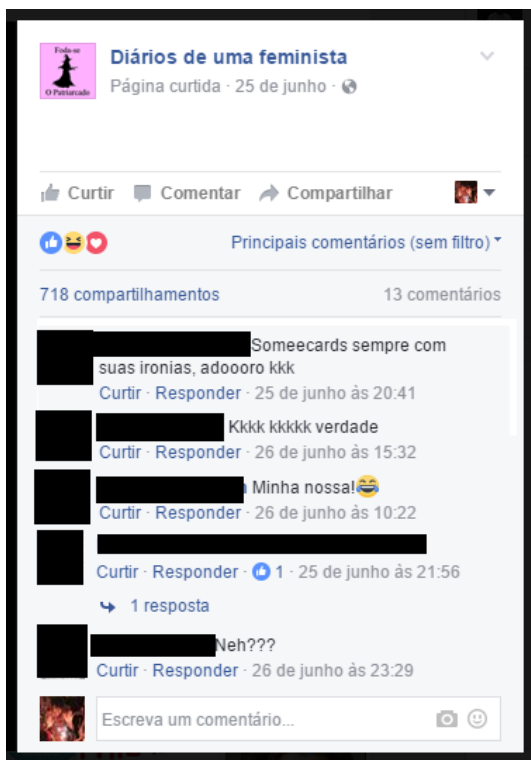 Foda-se
O Patriarcado
Diários de uma feminista
Página curtida · 25 de junho ·
Curtir Comentar Compartilhar
Principais comentários (sem filtro)
718 compartilhamentos 13 comentários
Someecards sempre com
suas ironias, adoooro kkk
Curtir · Responder · 25 de junho às 20:41
Kkkk kkkkk verdade
Curtir · Responder · 26 de junho às 15:32
Minha nossa!😂
Curtir · Responder · 26 de junho às 10:22
Curtir · Responder · 1 · 25 de junho às 21:56
1 resposta
Neh???
Curtir · Responder · 26 de junho às 23:29
Escreva um comentário...